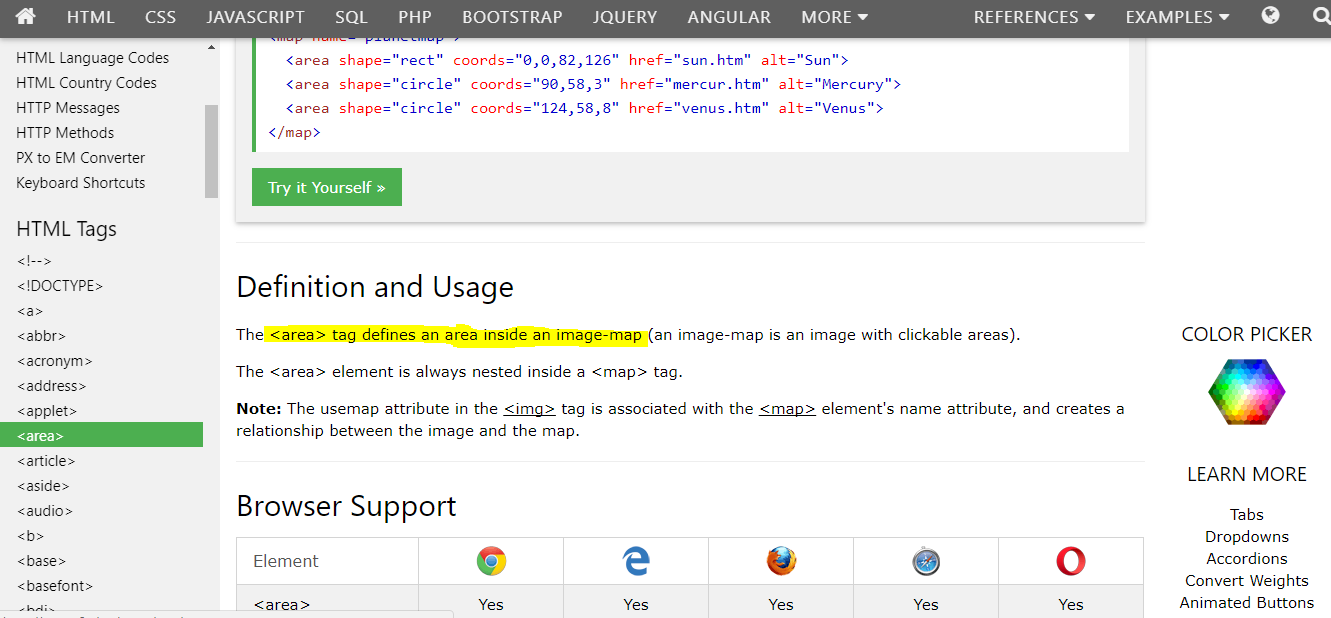 HTML CSS JAVASCRIPT SQL PHP BOOTSTRAP JQUERY ANGULAR MORE REFERENCES EXAMPLES
HTML Language Codes
HTML Country Codes
HTTP Messages
HTTP Methods
PX to EM Converter
Keyboard Shortcuts
HTML Tags
<!-->
<!DOCTYPE>
<a>
<abbr>
<acronym>
<address>
<applet>
<area>
<article>
<aside>
<audio>
<b>
<base>
<basefont>
<bdi>
<map name="planetmap">
<area shape="rect" coords="0,0,82,126" href="sun.htm" alt="Sun">
<area shape="circle" coords="90,58,3" href="mercur.htm" alt="Mercury">
<area shape="circle" coords="124,58,8" href="venus.htm" alt="Venus">
</map>
Try it Yourself »
Definition and Usage
The <area> tag defines an area inside an image-map (an image-map is an image with clickable areas).
The <area> element is always nested inside a <map> tag.
Note: The usemap attribute in the <img> tag is associated with the <map> element's name attribute, and creates a
relationship between the image and the map.
Browser Support
Element
<area> Yes Yes Yes Yes Yes
COLOR PICKER
LEARN MORE
Tabs
Dropdowns
Accordions
Convert Weights
Animated Buttons